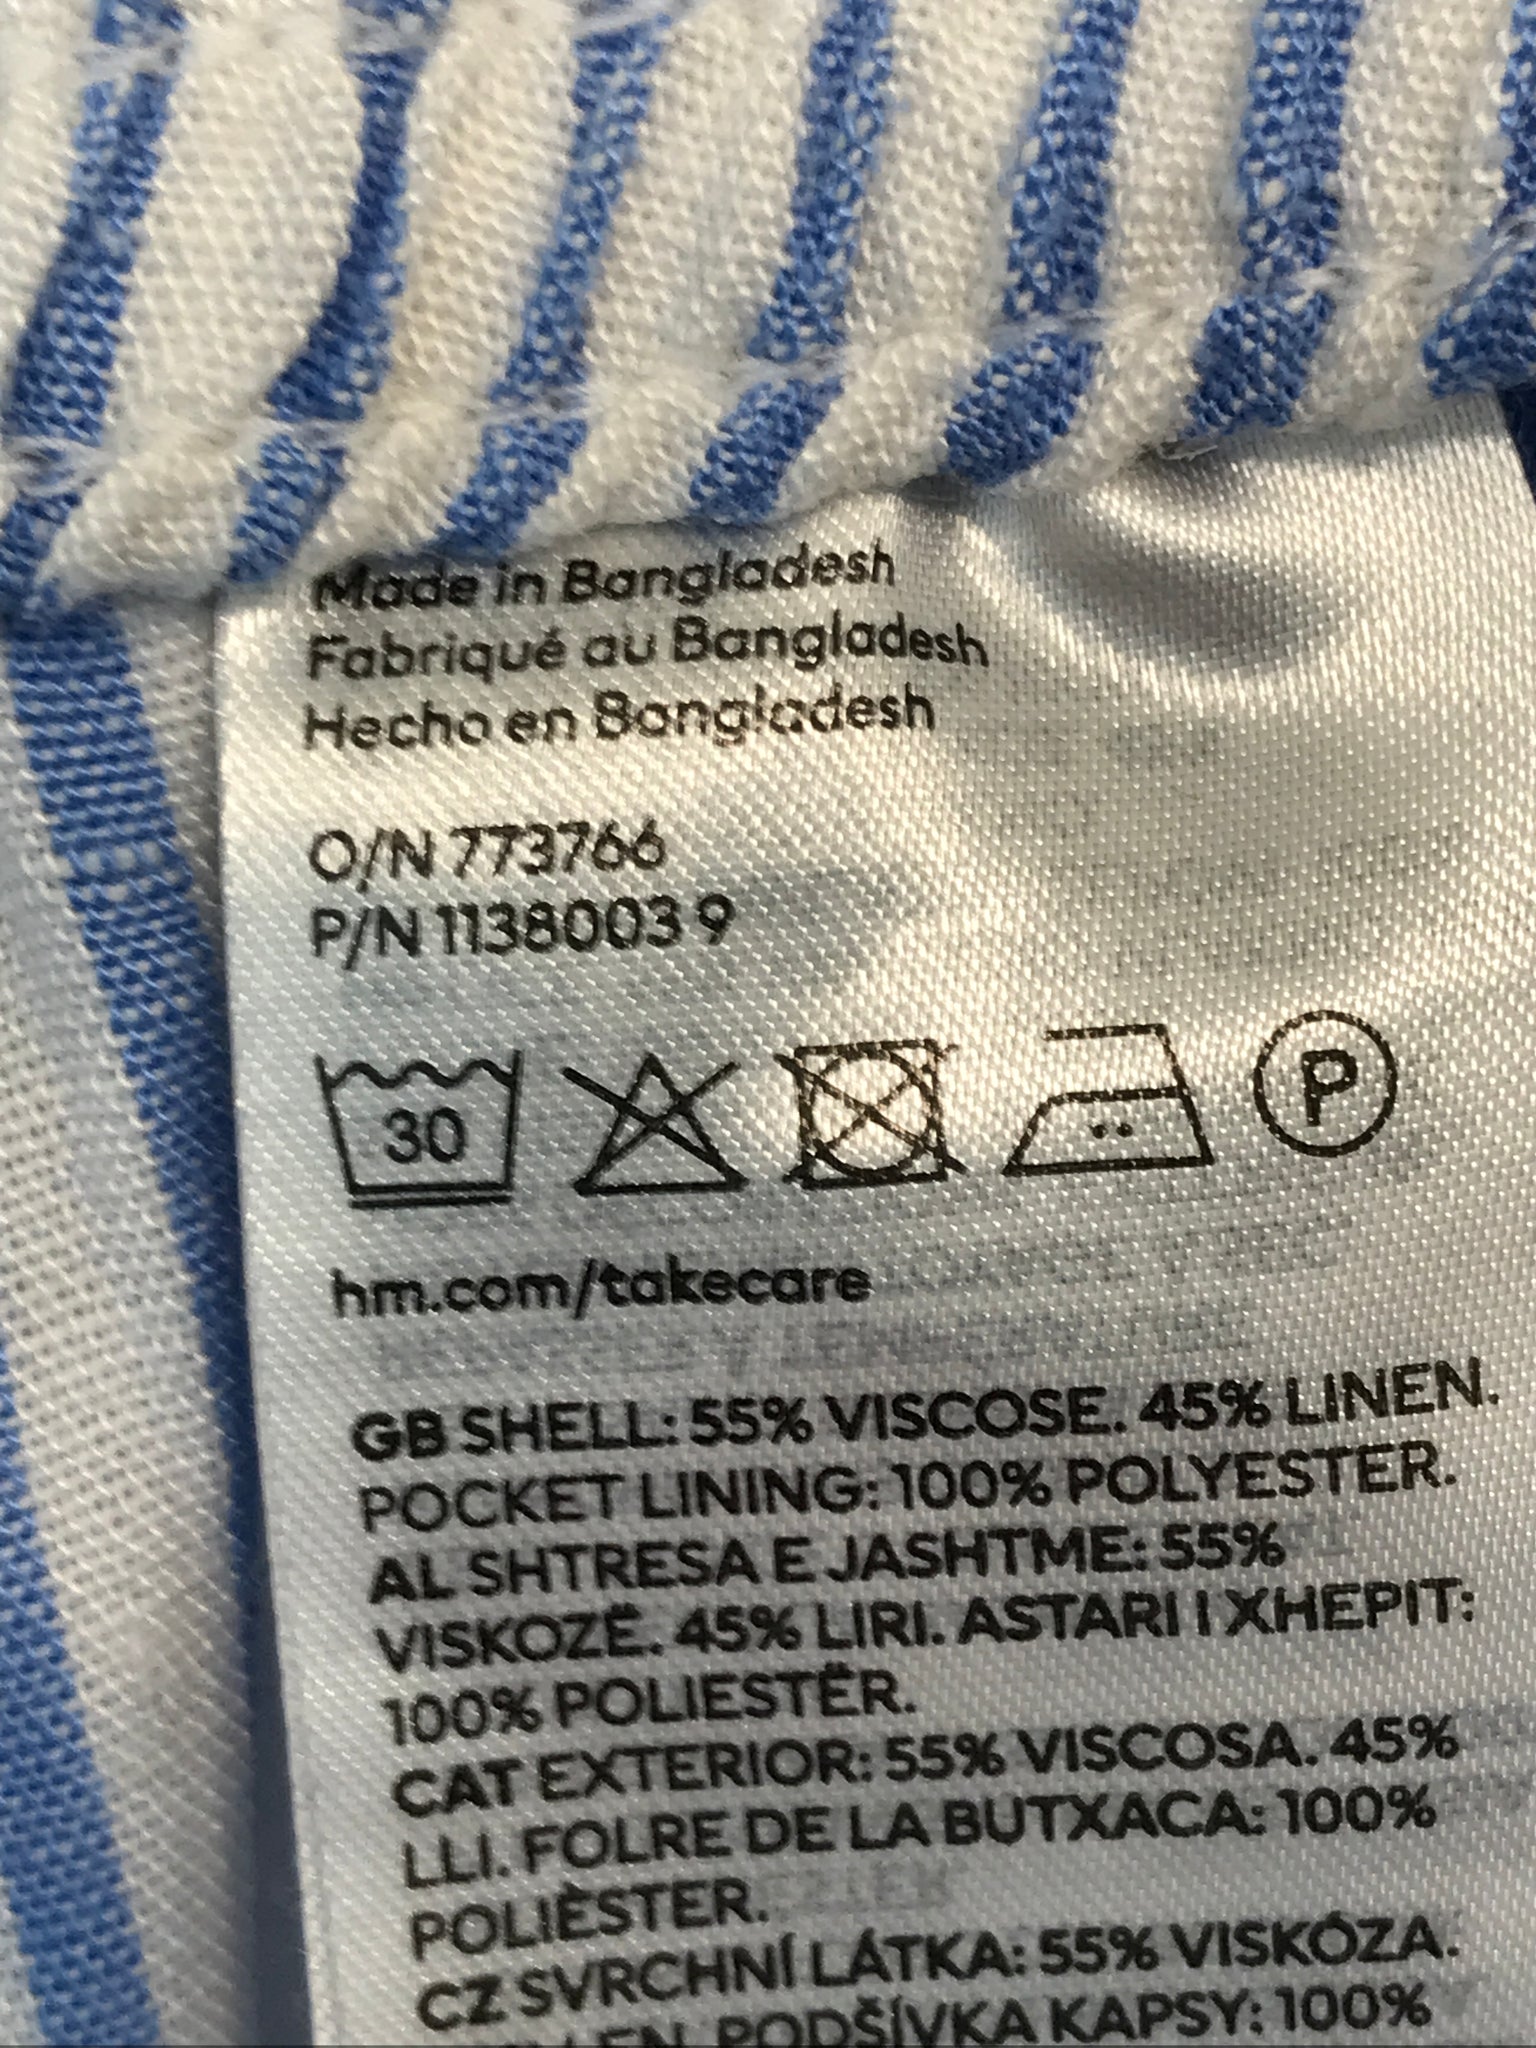 Made in Bangladesh
Fabriqué au Bangladesh
Hecho en Bangladesh
O/N 773766
P/N 11380039
30
P
hm.com/takecare
GB SHELL: 55% VISCOSE. 45% LINEN.
POCKET LINING: 100% POLYESTER.
AL SHTRESA E JASHTME: 55%
VISKOZË. 45% LIRI. ASTARI I XHEPIT:
100% POLIESTËR.
CAT EXTERIOR: 55% VISCOSA. 45%
LLI. FOLRE DE LA BUTXACA: 100%
POLIÈSTER.
CZ SVRCHNÍ LÁTKA: 55% VISKÓZA.
PODŠÍVKA KAPSY: 100%